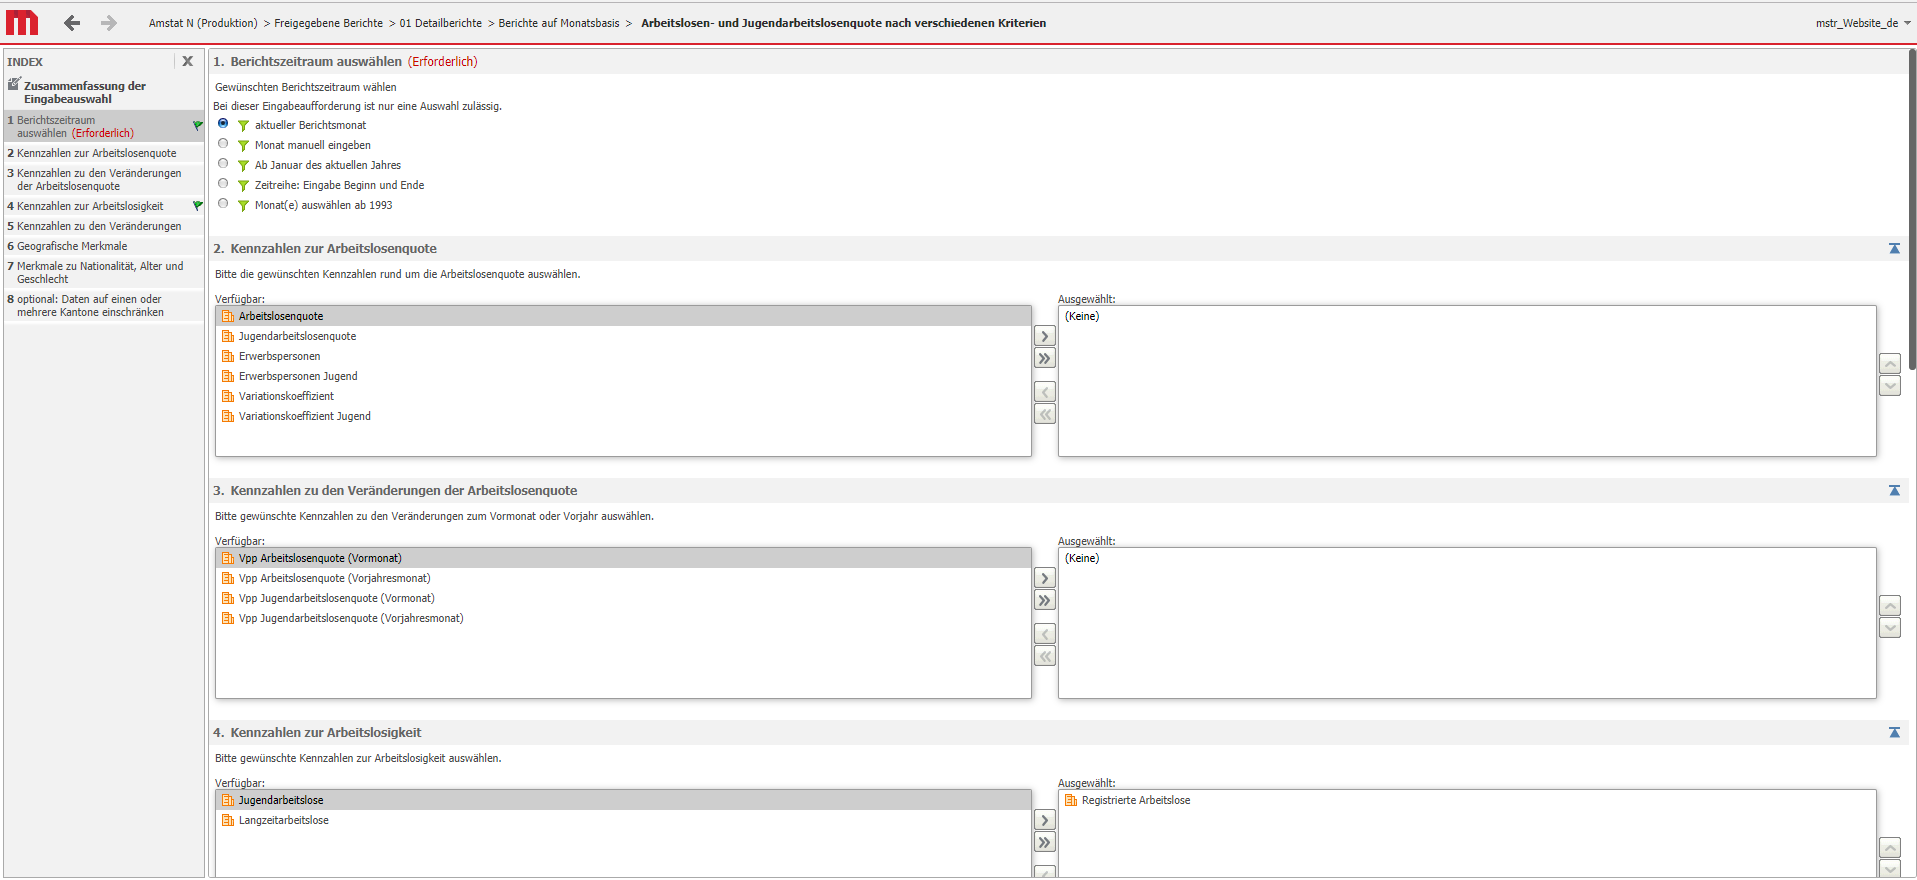 Amstat N (Produktion) > Freigegebene Berichte > 01 Detailberichte > Berichte auf Monatsbasis > Arbeitslosen- und Jugendarbeitslosenquote nach verschiedenen Kriterien
mstr_Website_de
INDEX
Zusammenfassung der
Eingabeauswahl
1 Berichtszeitraum
auswählen (Erforderlich)
2 Kennzahlen zur Arbeitslosenquote
3 Kennzahlen zu den Veränderungen
der Arbeitslosenquote
4 Kennzahlen zur Arbeitslosigkeit
5 Kennzahlen zu den Veränderungen
6 Geografische Merkmale
7 Merkmale zu Nationalität, Alter und
Geschlecht
8 optional: Daten auf einen oder
mehrere Kantone einschränken
1. Berichtszeitraum auswählen (Erforderlich)
Gewünschten Berichtszeitraum wählen
Bei dieser Eingabeaufforderung ist nur eine Auswahl zulässig.
aktueller Berichtsmonat
Monat manuell eingeben
Ab Januar des aktuellen Jahres
Zeitreihe: Eingabe Beginn und Ende
Monat(e) auswählen ab 1993
2. Kennzahlen zur Arbeitslosenquote
Bitte die gewünschten Kennzahlen rund um die Arbeitslosenquote auswählen.
Verfügbar:
Arbeitslosenquote
Jugendarbeitslosenquote
Erwerbspersonen
Erwerbspersonen Jugend
Variationskoeffizient
Variationskoeffizient Jugend
Ausgewählt:
(Keine)
3. Kennzahlen zu den Veränderungen der Arbeitslosenquote
Bitte gewünschte Kennzahlen zu den Veränderungen zum Vormonat oder Vorjahr auswählen.
Verfügbar:
Vpp Arbeitslosenquote (Vormonat)
Vpp Arbeitslosenquote (Vorjahresmonat)
Vpp Jugendarbeitslosenquote (Vormonat)
Vpp Jugendarbeitslosenquote (Vorjahresmonat)
Ausgewählt:
(Keine)
4. Kennzahlen zur Arbeitslosigkeit
Bitte gewünschte Kennzahlen zur Arbeitslosigkeit auswählen.
Verfügbar:
Jugendarbeitslose
Langzeitarbeitslose
Ausgewählt:
Registrierte Arbeitslose